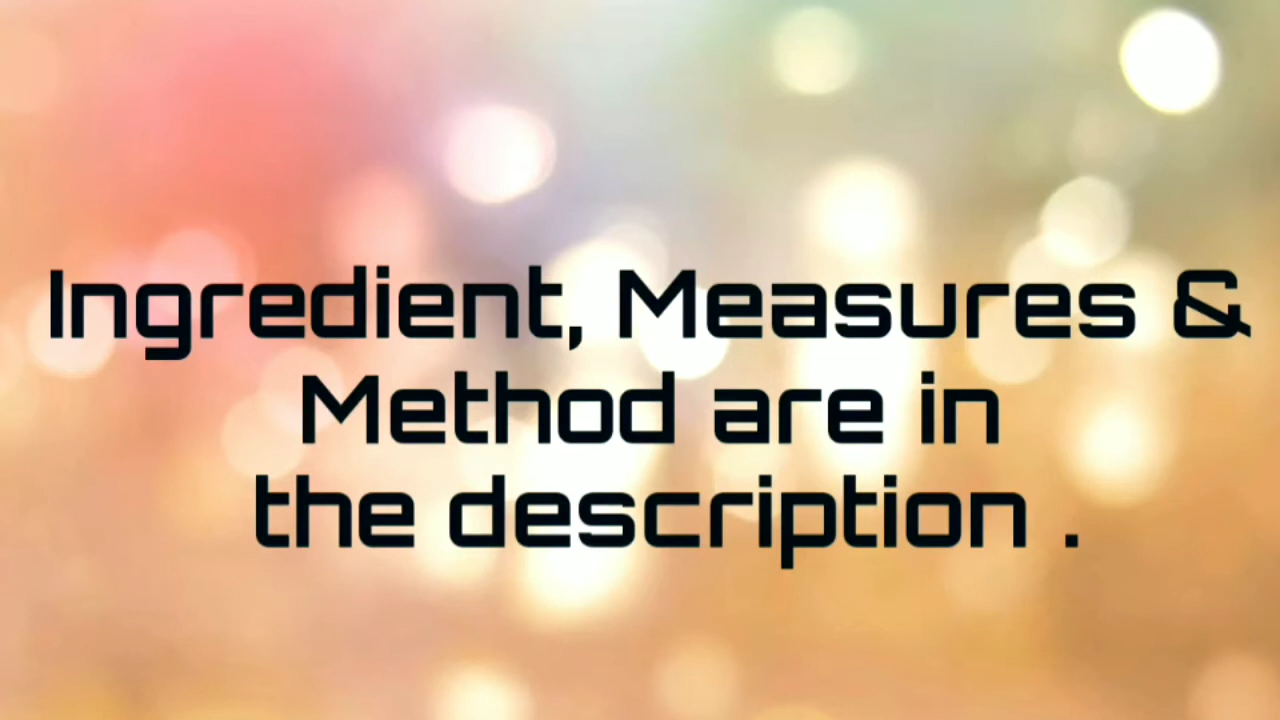 Ingredient, Measures &
Method are in
the description .